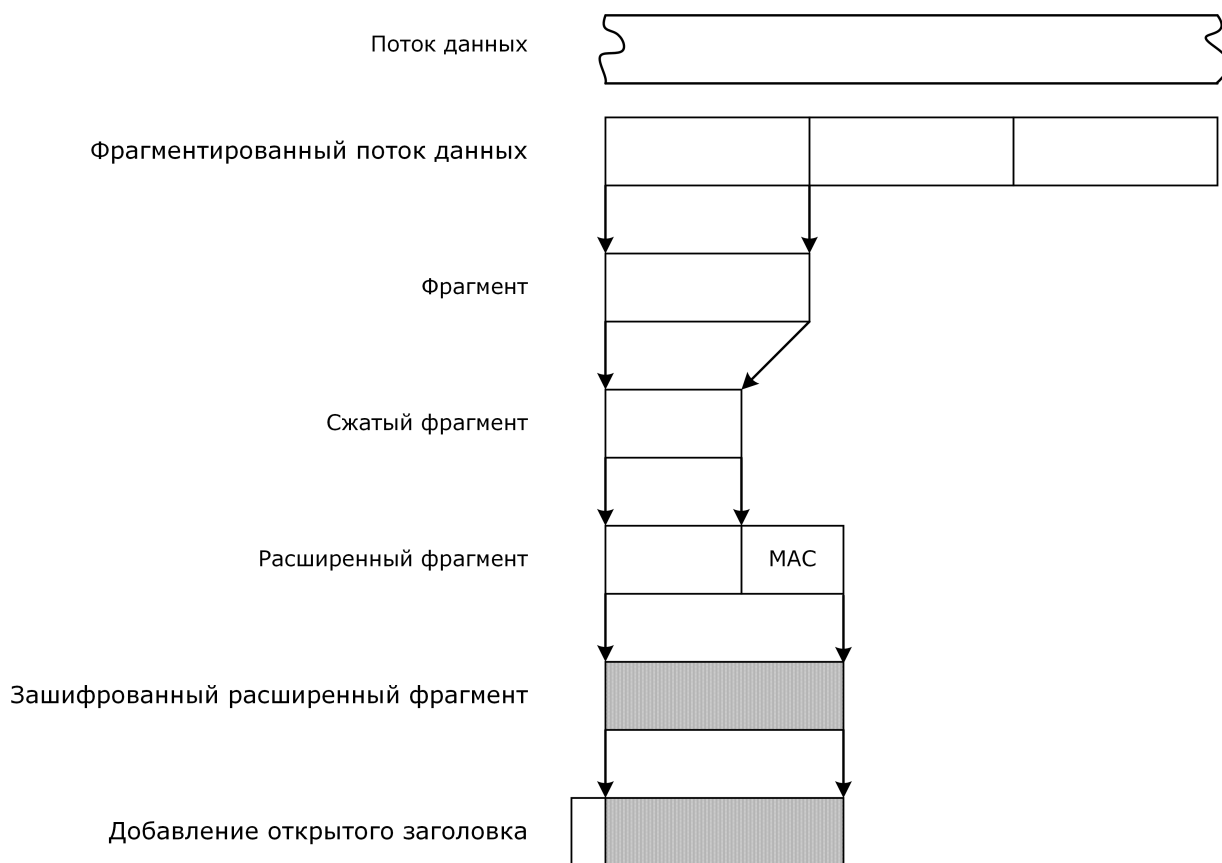 Поток данных
Фрагментированный поток данных
Фрагмент
Сжатый фрагмент
Расширенный фрагмент
MAC
Зашифрованный расширенный фрагмент
Добавление открытого заголовка